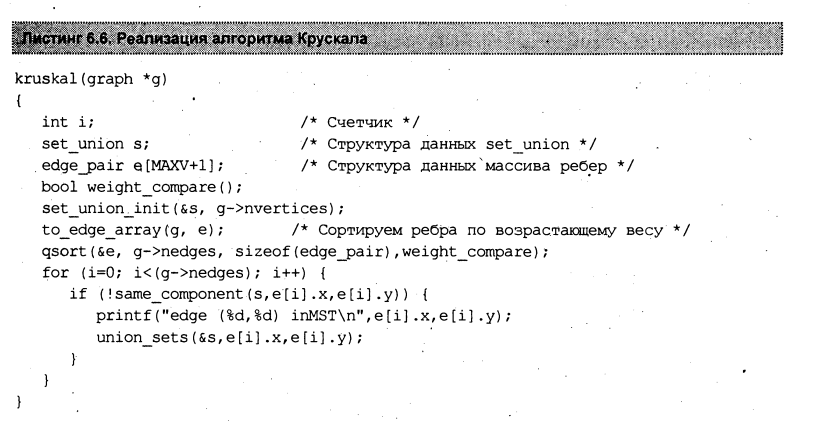 Листинг 6.6. Реализация алгоритма Крускала
kruskal(graph *g)
{
int i; /* Счетчик */
set_union s; /* Структура данных set_union */
edge_pair e[MAXV+1]; /* Структура данных массива ребер */
bool weight_compare();
set_union_init(&s, g->nvertices);
to_edge_array(g, e); /* Сортируем ребра по возрастающему весу */
qsort(&e, g->nedges, sizeof(edge_pair),weight_compare);
for (i=0; i<(g->nedges); i++) {
if (!same_component(s,e[i].x,e[i].y)) {
printf("edge (%d,%d) inMST\n",e[i].x,e[i].y);
union_sets(&s,e[i].x,e[i].y);
}
}
}